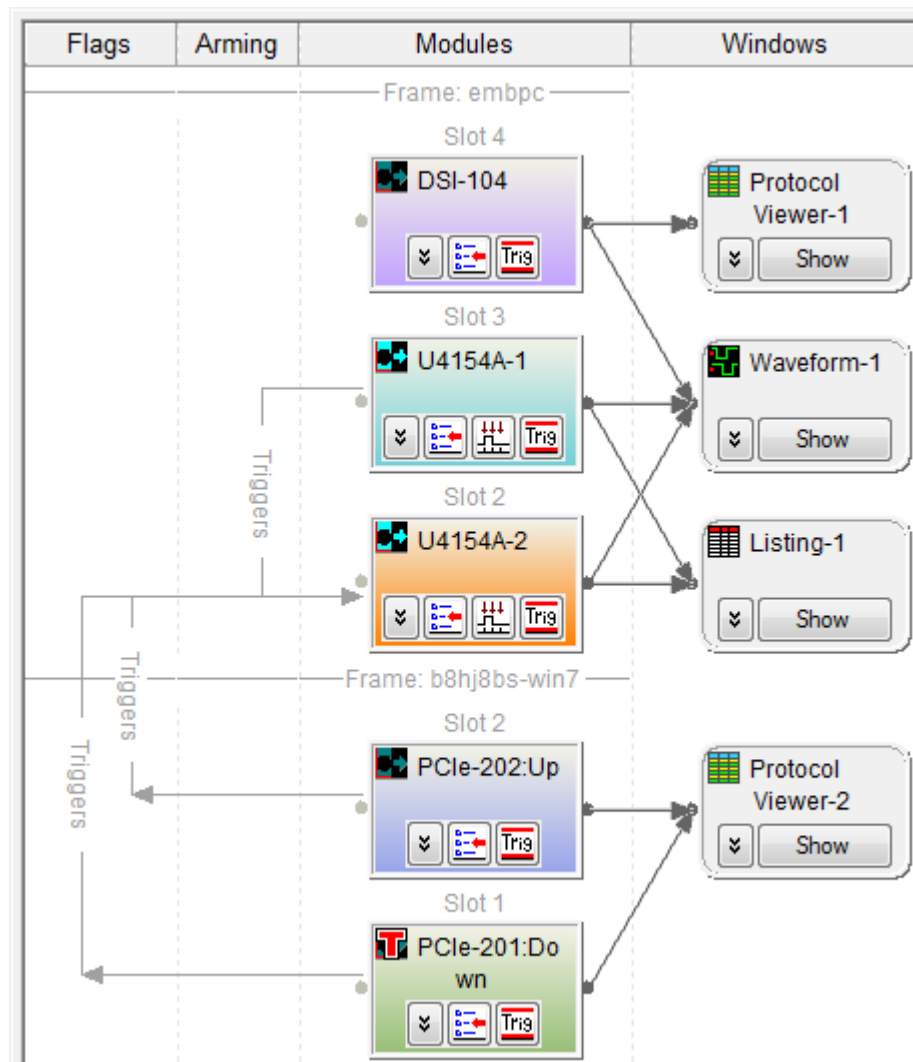 Flags Arming Modules Windows
Frame: embpc
Slot 4
DSI-104
Trig
Protocol
Viewer-1
Show
Slot 3
U4154A-1
Trig
Waveform-1
Show
Triggers
Slot 2
U4154A-2
Trig
Listing-1
Show
Triggers
Triggers
Frame: b8hj8bs-win7
Slot 2
PCIe-202:Up
Trig
Protocol
Viewer-2
Show
Slot 1
PCIe-201:Do
wn
Trig